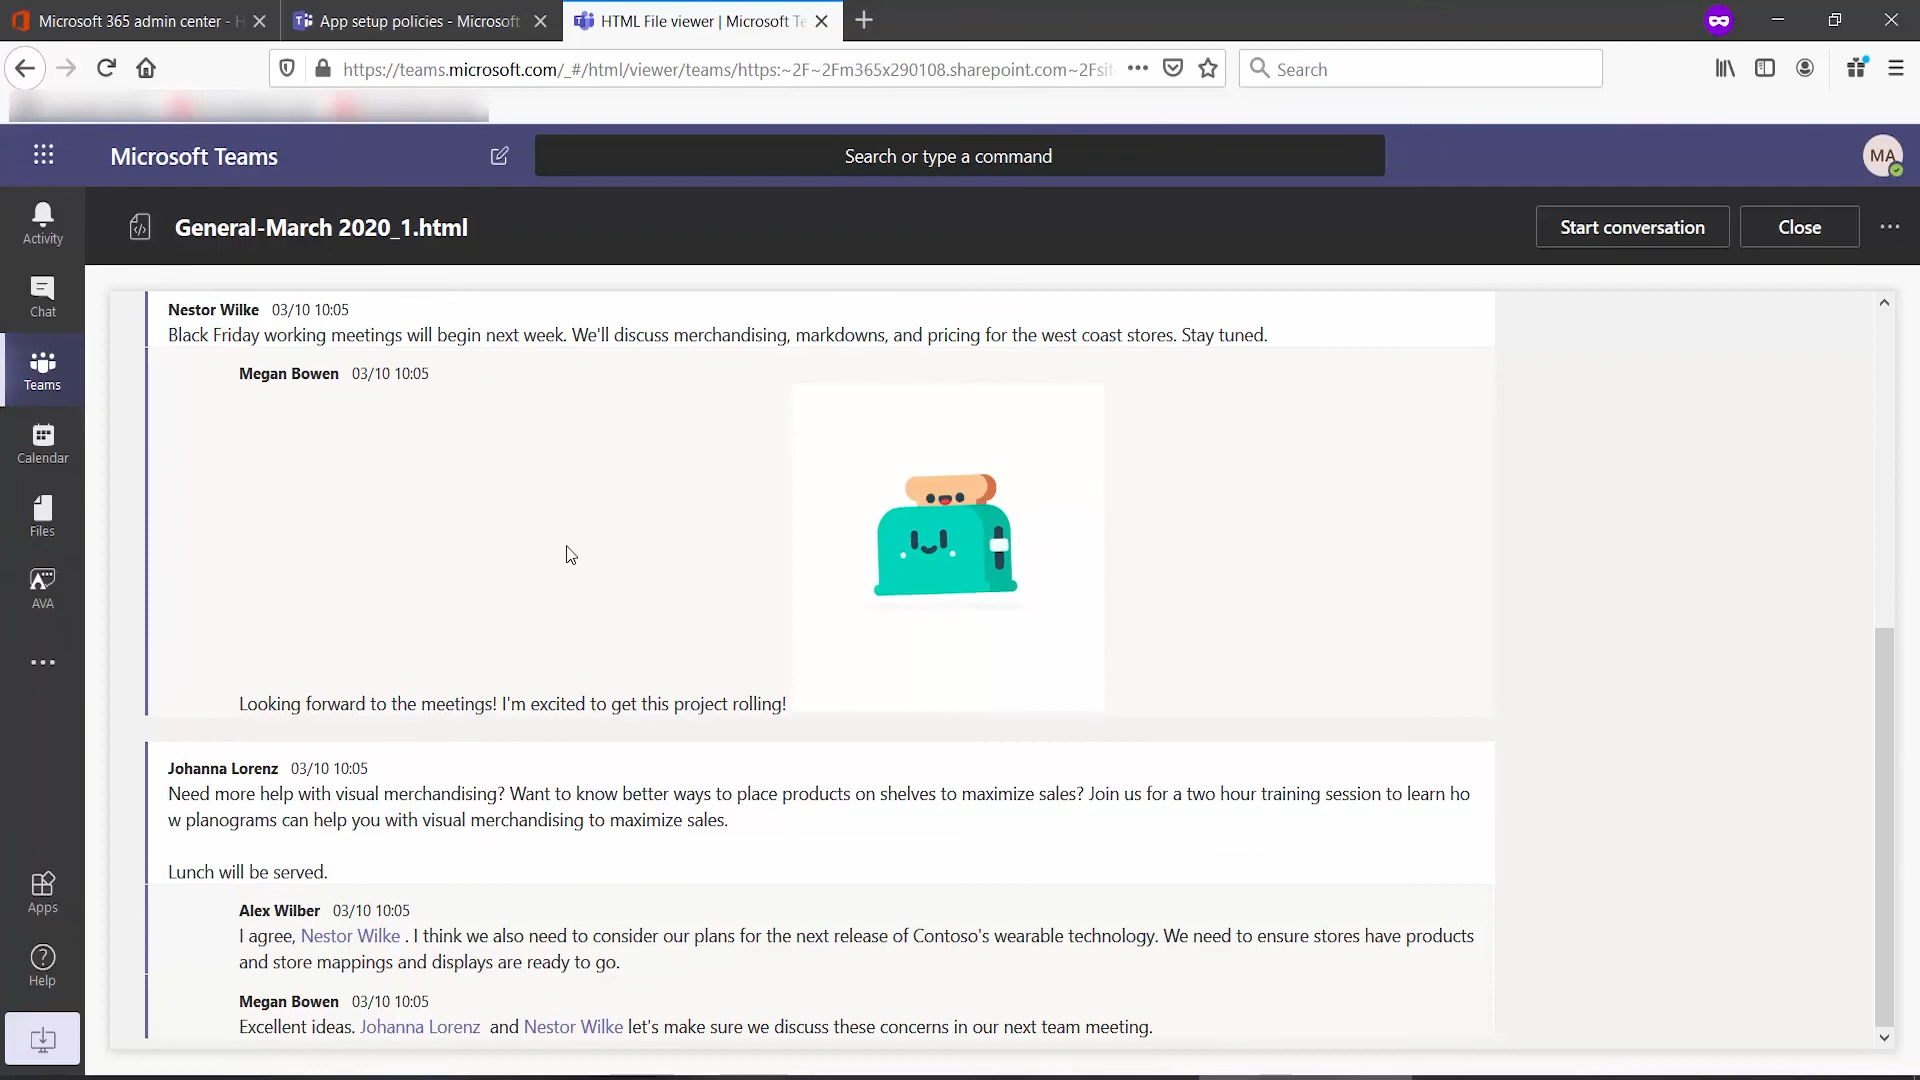 Microsoft 365 admin center - H
App setup policies - Microsoft
HTML File viewer | Microsoft Te
https://teams.microsoft.com/_#/html/viewer/teams/https:~2F~2Fm365x290108.sharepoint.com~2Fsit
Search
Microsoft Teams
Search or type a command
MA
Activity
Chat
Teams
Calendar
Files
AVA
Apps
Help
General-March 2020_1.html
Start conversation
Close
Nestor Wilke 03/10 10:05
Black Friday working meetings will begin next week. We'll discuss merchandising, markdowns, and pricing for the west coast stores. Stay tuned.
Megan Bowen 03/10 10:05
Looking forward to the meetings! I'm excited to get this project rolling!
Johanna Lorenz 03/10 10:05
Need more help with visual merchandising? Want to know better ways to place products on shelves to maximize sales? Join us for a two hour training session to learn ho
w planograms can help you with visual merchandising to maximize sales.
Lunch will be served.
Alex Wilber 03/10 10:05
I agree, Nestor Wilke . I think we also need to consider our plans for the next release of Contoso's wearable technology. We need to ensure stores have products
and store mappings and displays are ready to go.
Megan Bowen 03/10 10:05
Excellent ideas. Johanna Lorenz and Nestor Wilke let's make sure we discuss these concerns in our next team meeting.